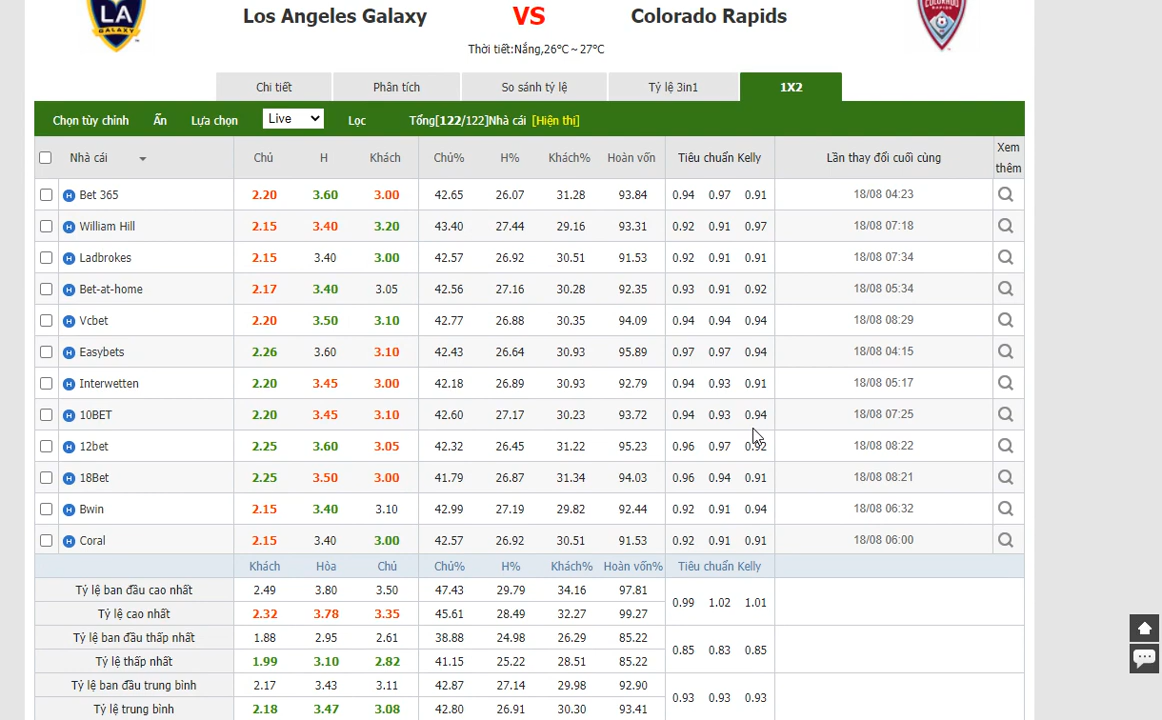 LA
GALAXY
COLORADO
RAPIDS
Los Angeles Galaxy VS Colorado Rapids
Thời tiết:Nắng,26℃～27℃
Chi tiết Phân tích So sánh tỷ lệ Tỷ lệ 3in1 1X2
Chọn tùy chỉnh Ẩn Lựa chọn Live Lọc Tổng[122/122]Nhà cái [Hiện thị]
Nhà cái Chủ H Khách Chủ% H% Khách% Hoàn vốn Tiêu chuẩn Kelly Lần thay đổi cuối cùng Xem thêm
H Bet 365 2.20 3.60 3.00 42.65 26.07 31.28 93.84 0.94 0.97 0.91 18/08 04:23
H William Hill 2.15 3.40 3.20 43.40 27.44 29.16 93.31 0.92 0.91 0.97 18/08 07:18
H Ladbrokes 2.15 3.40 3.00 42.57 26.92 30.51 91.53 0.92 0.91 0.91 18/08 07:34
H Bet-at-home 2.17 3.40 3.05 42.56 27.16 30.28 92.35 0.93 0.91 0.92 18/08 05:34
H Vcbet 2.20 3.50 3.10 42.77 26.88 30.35 94.09 0.94 0.94 0.94 18/08 08:29
H Easybets 2.26 3.60 3.10 42.43 26.64 30.93 95.89 0.97 0.97 0.94 18/08 04:15
H Interwetten 2.20 3.45 3.00 42.18 26.89 30.93 92.79 0.94 0.93 0.91 18/08 05:17
H 10BET 2.20 3.45 3.10 42.60 27.17 30.23 93.72 0.94 0.93 0.94 18/08 07:25
H 12bet 2.25 3.60 3.05 42.32 26.45 31.22 95.23 0.96 0.97 0.92 18/08 08:22
H 18Bet 2.25 3.50 3.00 41.79 26.87 31.34 94.03 0.96 0.94 0.91 18/08 08:21
H Bwin 2.15 3.40 3.10 42.99 27.19 29.82 92.44 0.92 0.91 0.94 18/08 06:32
H Coral 2.15 3.40 3.00 42.57 26.92 30.51 91.53 0.92 0.91 0.91 18/08 06:00
Khách Hòa Chủ Chủ% H% Khách% Hoàn vốn% Tiêu chuẩn Kelly
Tỷ lệ ban đầu cao nhất 2.49 3.80 3.50 47.43 29.79 34.16 97.81
0.99 1.02 1.01
Tỷ lệ cao nhất 2.32 3.78 3.35 45.61 28.49 32.27 99.27
Tỷ lệ ban đầu thấp nhất 1.88 2.95 2.61 38.88 24.98 26.29 85.22
0.85 0.83 0.85
Tỷ lệ thấp nhất 1.99 3.10 2.82 41.15 25.22 28.51 85.22
Tỷ lệ ban đầu trung bình 2.17 3.43 3.11 42.87 27.14 29.98 92.90
0.93 0.93 0.93
Tỷ lệ trung bình 2.18 3.47 3.08 42.80 26.91 30.30 93.41